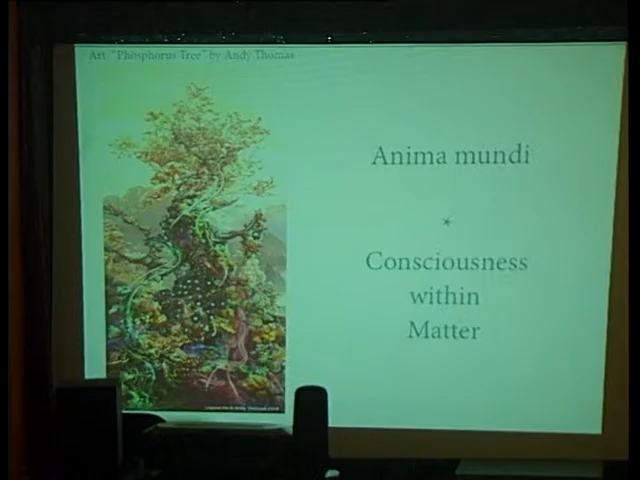 Art: "Phosphorus Tree" by Andy Thomas
Anima mundi
*
Consciousness
within
Matter